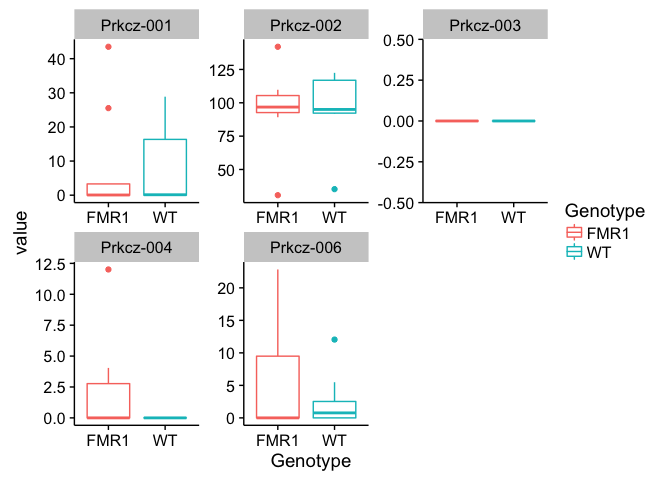 Prkcz-001
Prkcz-002
Prkcz-003
40
30
20
10
0
125
100
75
50
0.50
0.25
0.00
-0.25
-0.50
FMR1 WT
FMR1 WT
FMR1 WT
value
Prkcz-004
Prkcz-006
12.5
10.0
7.5
5.0
2.5
0.0
20
15
10
5
0
FMR1 WT
FMR1 WT
Genotype
Genotype
FMR1
WT